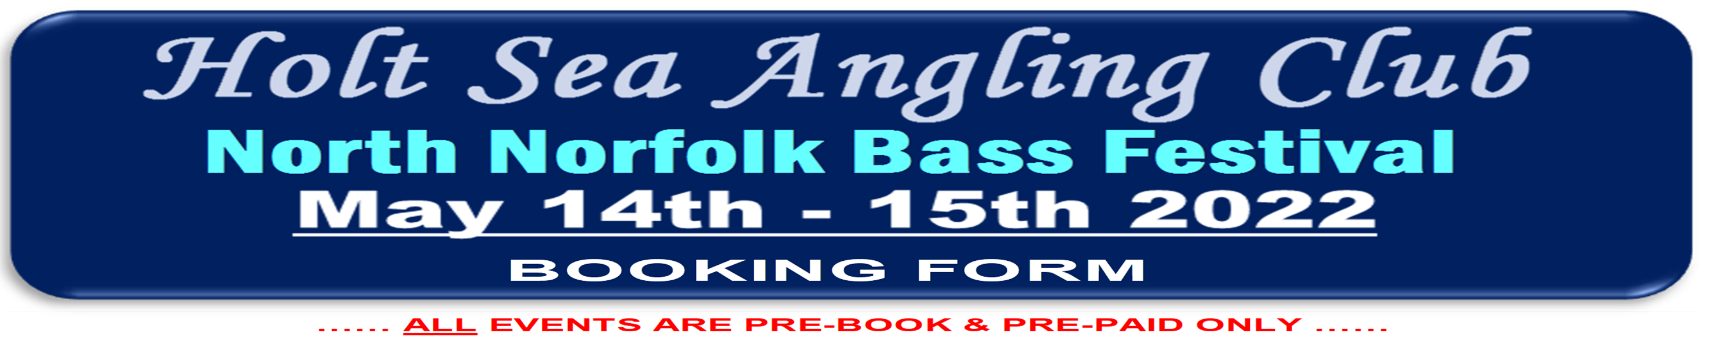 Holt Sea Angling Club
North Norfolk Bass Festival
May 14th - 15th 2022
BOOKING FORM
...... ALL EVENTS ARE PRE-BOOK & PRE-PAID ONLY ......